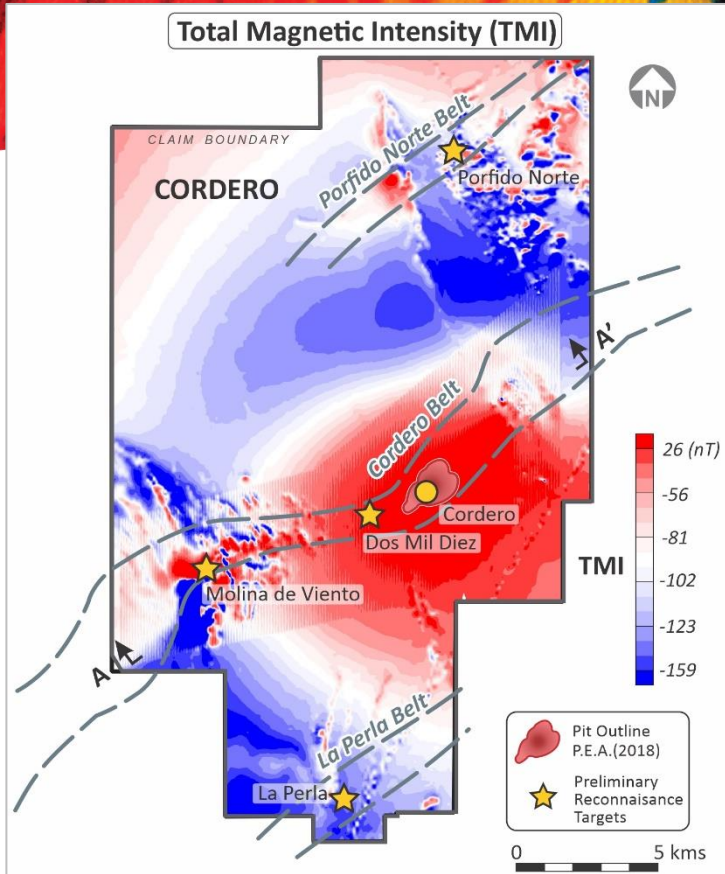 Total Magnetic Intensity (TMI)
N
CLAIM BOUNDARY
CORDERO
Porfido Norte Belt
Porfido Norte
A'
Cordero Belt
Cordero
Dos Mil Diez
Molina de Viento
A
La Perla Belt
La Perla
26 (nT)
-56
-81
TMI
-102
-123
-159
Pit Outline
P.E.A.(2018)
Preliminary
Reconnaisance
Targets
0 5 kms